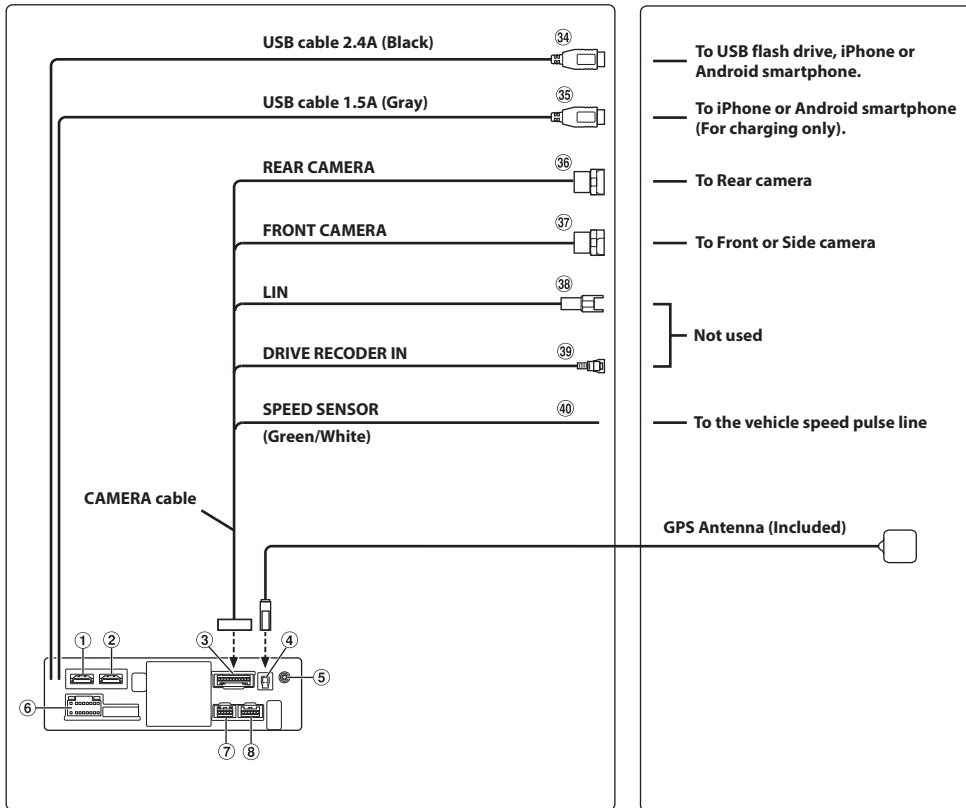 USB cable 2.4A (Black)
㉞
To USB flash drive, iPhone or
Android smartphone.
USB cable 1.5A (Gray)
㉟
To iPhone or Android smartphone
(For charging only).
REAR CAMERA
㊱
To Rear camera
FRONT CAMERA
㊲
To Front or Side camera
LIN
㊳
Not used
DRIVE RECODER IN
㊴
SPEED SENSOR
(Green/White)
㊵
To the vehicle speed pulse line
CAMERA cable
GPS Antenna (Included)
① ② ③ ④ ⑤
⑥ ⑦ ⑧